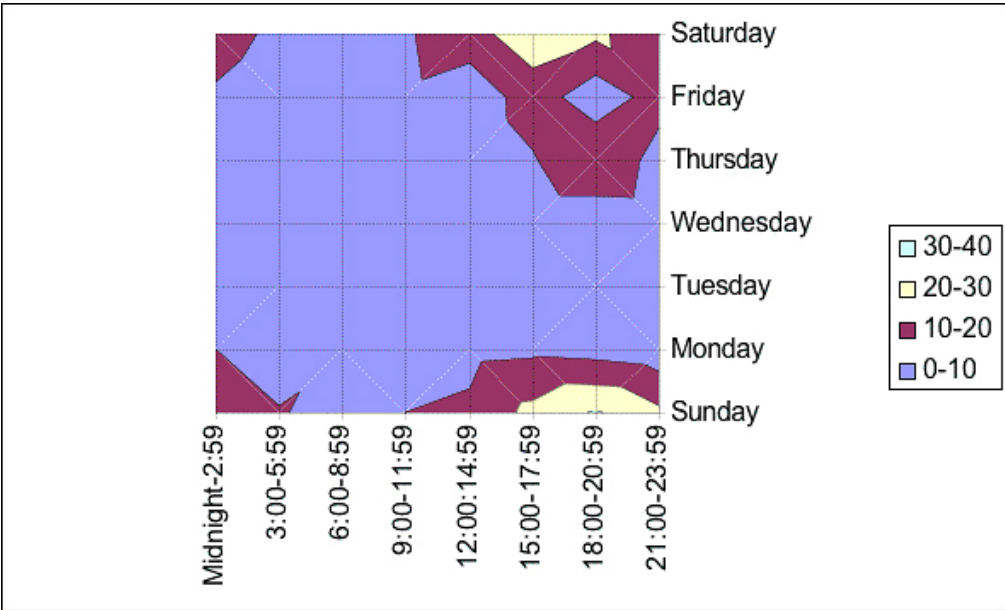 Saturday
Friday
Thursday
Wednesday
Tuesday
Monday
Sunday
Midnight-2:59
3:00-5:59
6:00-8:59
9:00-11:59
12:00:14:59
15:00-17:59
18:00-20:59
21:00-23:59
30-40
20-30
10-20
0-10